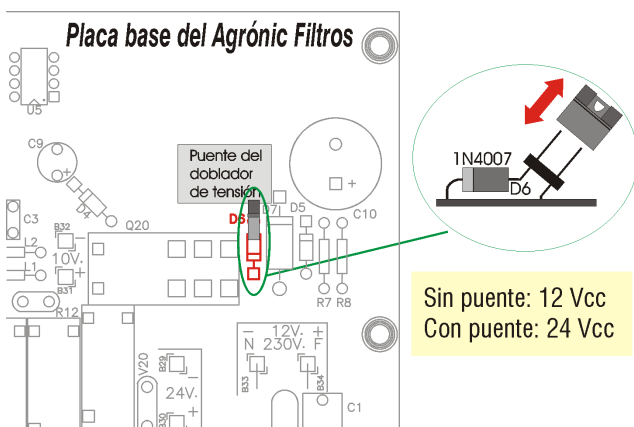 Placa base del Agrónic Filtros
U5
C9
+
Puente del
doblador
de tensión
1N4007
D6
U4
D6
D7
D5
+
C10
C3
B32
Q20
L2
10V.
L1
B31
R12
R7 R8
Sin puente: 12 Vcc
Con puente: 24 Vcc
− 12V. +
N 230V. F
V20
B29
B33
B34
24V.
B30
C1